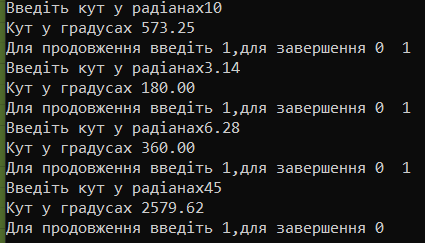 Введіть кут у радіанах10
Кут у градусах 573.25
Для продовження введіть 1,для завершення 0  1
Введіть кут у радіанах3.14
Кут у градусах 180.00
Для продовження введіть 1,для завершення 0  1
Введіть кут у радіанах6.28
Кут у градусах 360.00
Для продовження введіть 1,для завершення 0  1
Введіть кут у радіанах45
Кут у градусах 2579.62
Для продовження введіть 1,для завершення 0